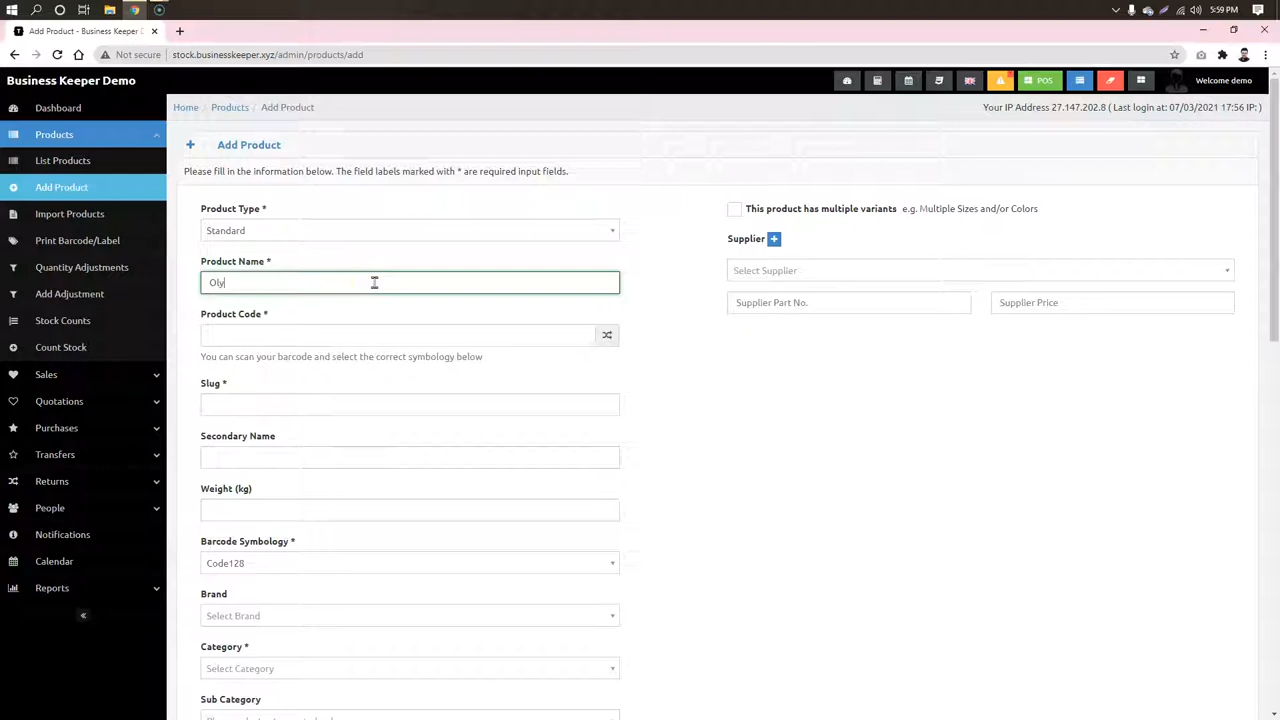 5:59 PM
Add Product - Business Keeper D
Not secure
stock.businesskeeper.xyz/admin/products/add
Business Keeper Demo
POS
Welcome demo
Dashboard
Products
List Products
Add Product
Import Products
Print Barcode/Label
Quantity Adjustments
Add Adjustment
Stock Counts
Count Stock
Sales
Quotations
Purchases
Transfers
Returns
People
Notifications
Calendar
Reports
Home / Products / Add Product
Your IP Address 27.147.202.8 ( Last login at: 07/03/2021 17:56 IP: )
Add Product
Please fill in the information below. The field labels marked with * are required input fields.
Product Type *
Standard
Product Name *
Oly
Product Code *
You can scan your barcode and select the correct symbology below
Slug *
Secondary Name
Weight (kg)
Barcode Symbology *
Code128
Brand
Select Brand
Category *
Select Category
Sub Category
This product has multiple variants e.g. Multiple Sizes and/or Colors
Supplier
Select Supplier
Supplier Part No.
Supplier Price